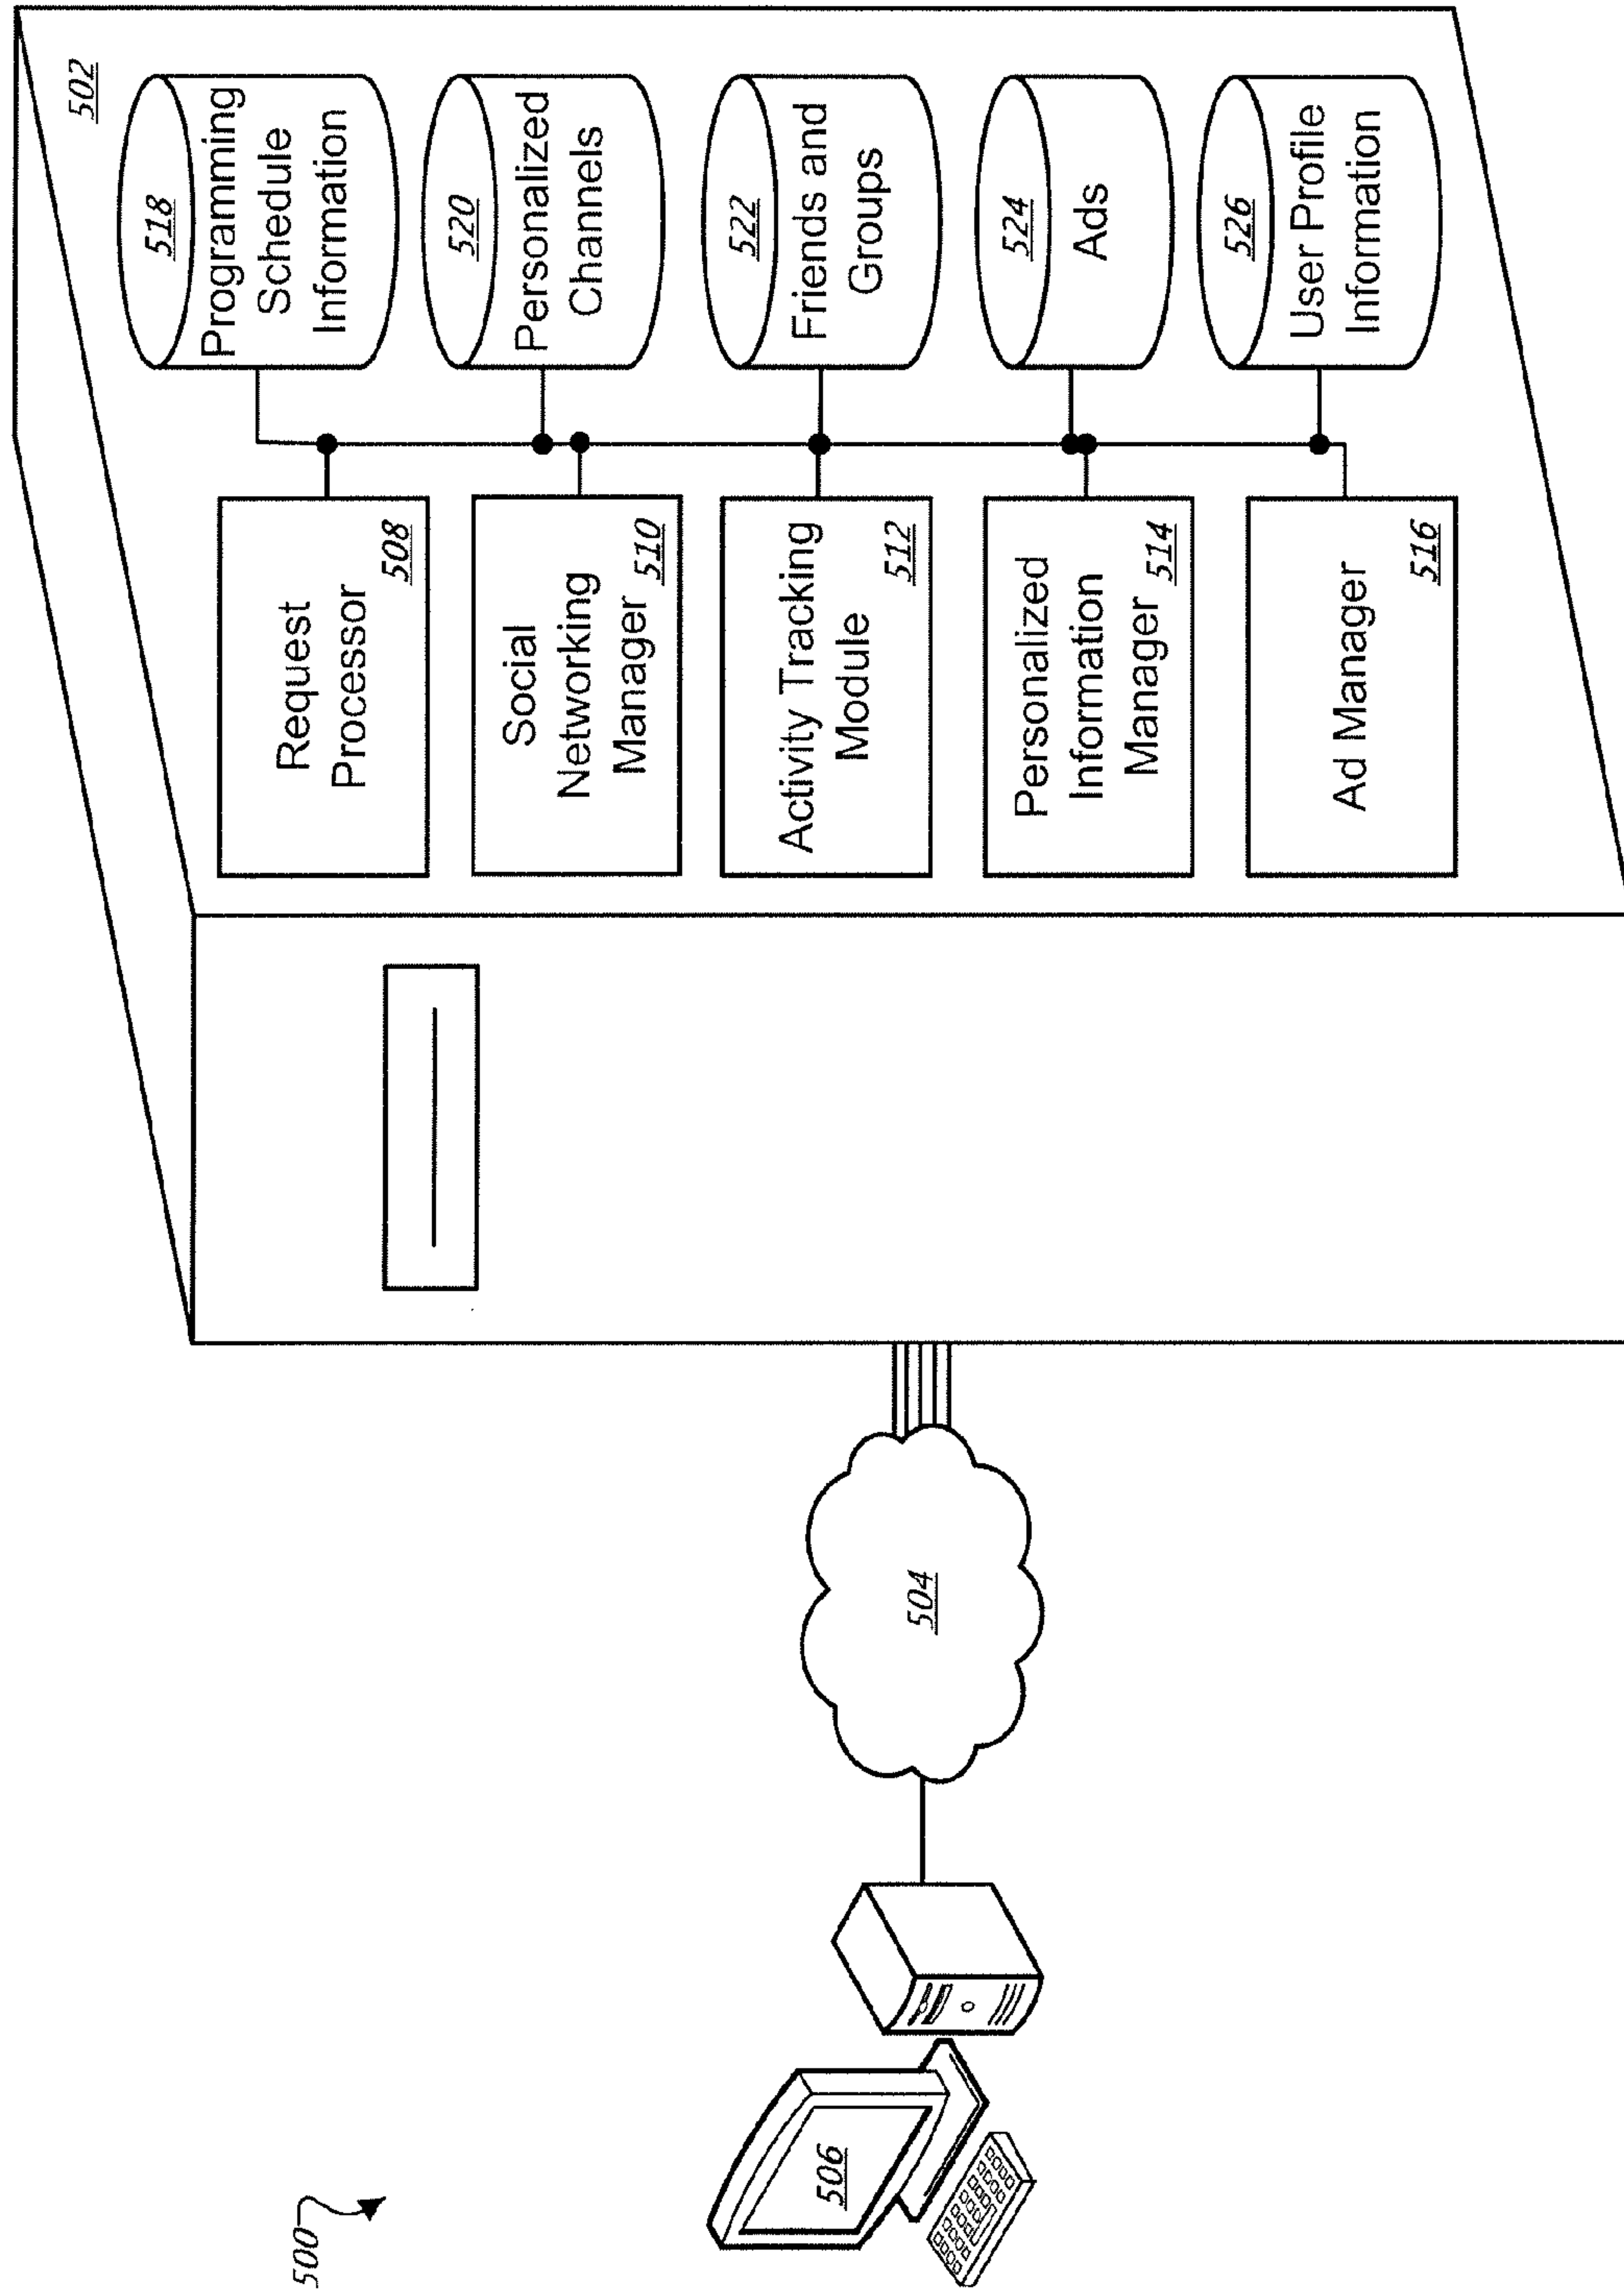 500
502
506
504
Request
Processor
508
Social
Networking
Manager
510
Activity Tracking
Module
512
Personalized
Information
Manager
514
Ad Manager
516
518
Programming
Schedule
Information
520
Personalized
Channels
522
Friends and
Groups
524
Ads
526
User Profile
Information